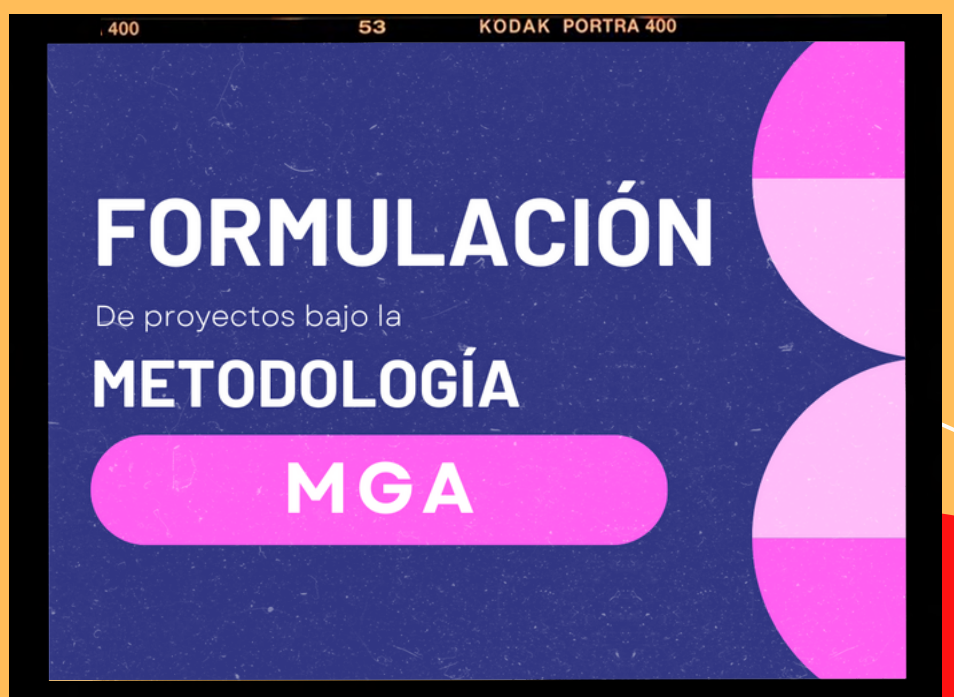 400 53 KODAK PORTRA 400
FORMULACIÓN
De proyectos bajo la
METODOLOGÍA
MGA